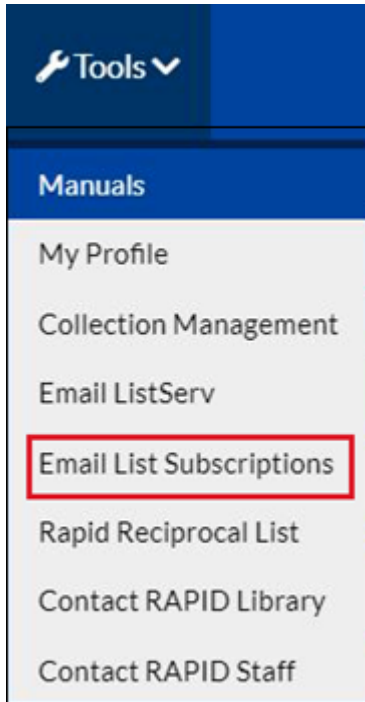 Tools
Manuals
My Profile
Collection Management
Email ListServ
Email List Subscriptions
Rapid Reciprocal List
Contact RAPID Library
Contact RAPID Staff